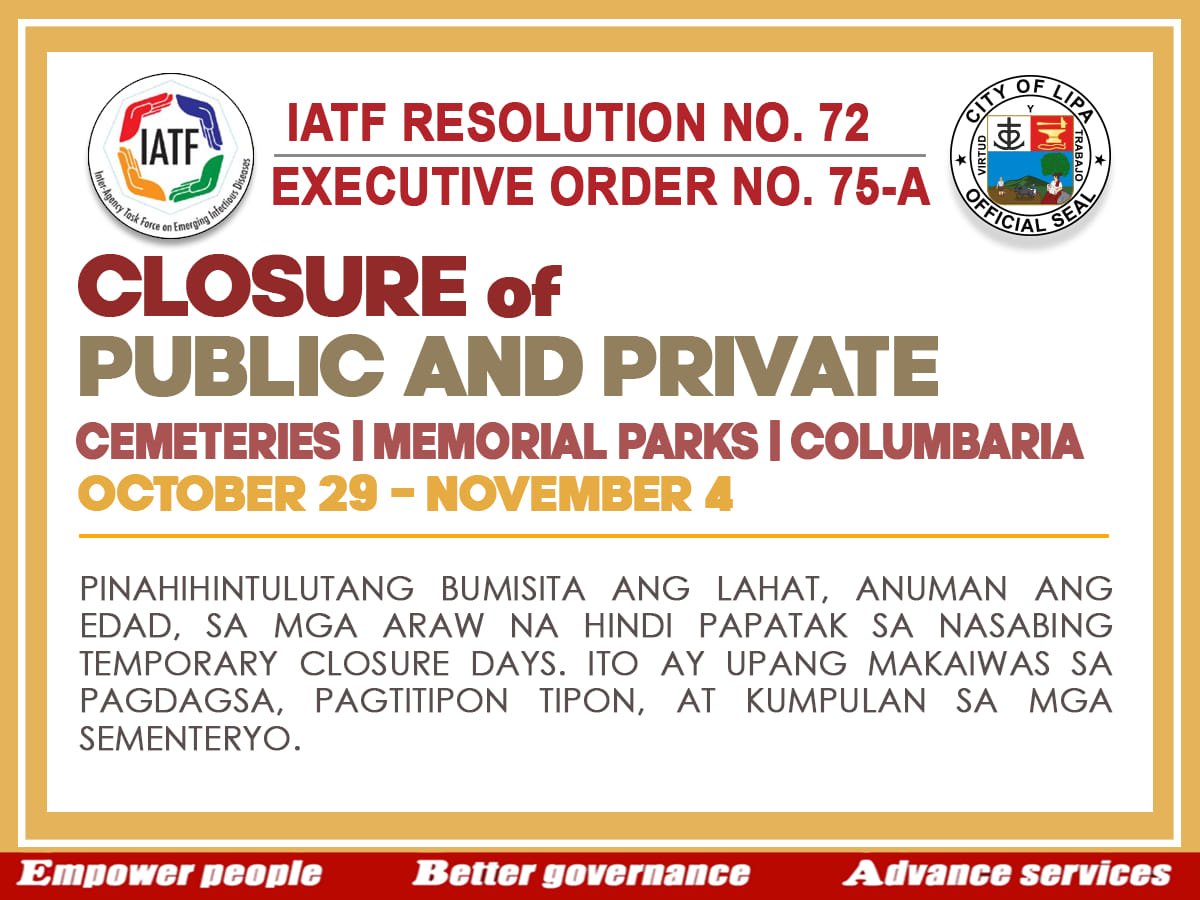 IATF
Inter-Agency Task Force on Emerging Infectious Diseases
IATF RESOLUTION NO. 72
EXECUTIVE ORDER NO. 75-A
CITY OF LIPA
Y
VIRTUD
TRABAJO
OFFICIAL SEAL
CLOSURE of
PUBLIC AND PRIVATE
CEMETERIES | MEMORIAL PARKS | COLUMBARIA
OCTOBER 29 - NOVEMBER 4
PINAHIHINTULUTANG BUMISITA ANG LAHAT, ANUMAN ANG
EDAD, SA MGA ARAW NA HINDI PAPATAK SA NASABING
TEMPORARY CLOSURE DAYS. ITO AY UPANG MAKAIWAS SA
PAGDAGSA, PAGTITIPON TIPON, AT KUMPULAN SA MGA
SEMENTERYO.
Empower people Better governance Advance services